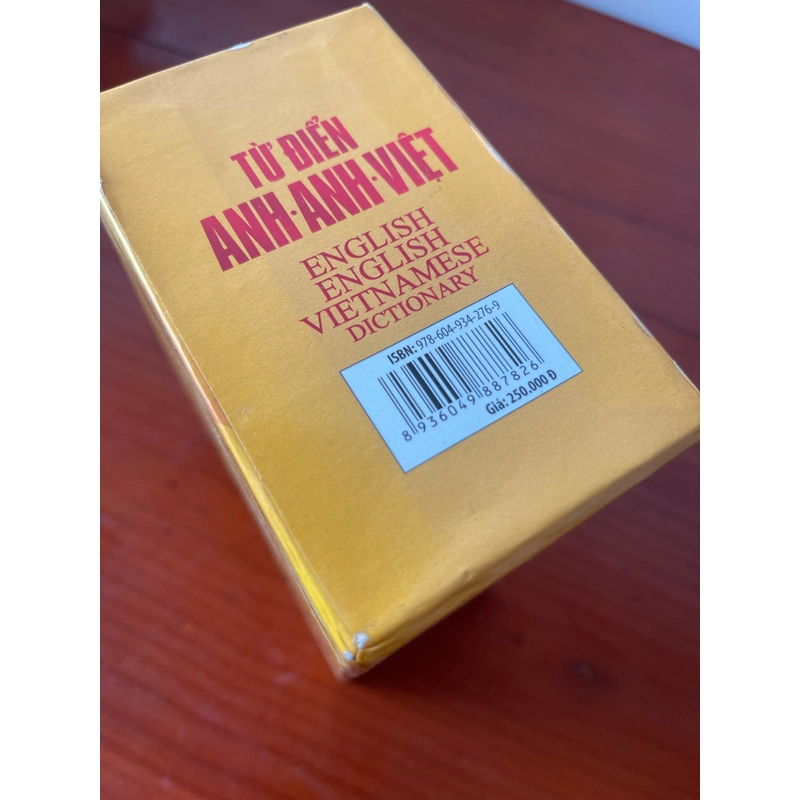 TỪ ĐIỂN
ANH·ANH·VIỆT
ENGLISH
ENGLISH
VIETNAMESE
DICTIONARY
ISBN: 978-604-934-276-9
8 936049 887826
Giá: 250.000 Đ